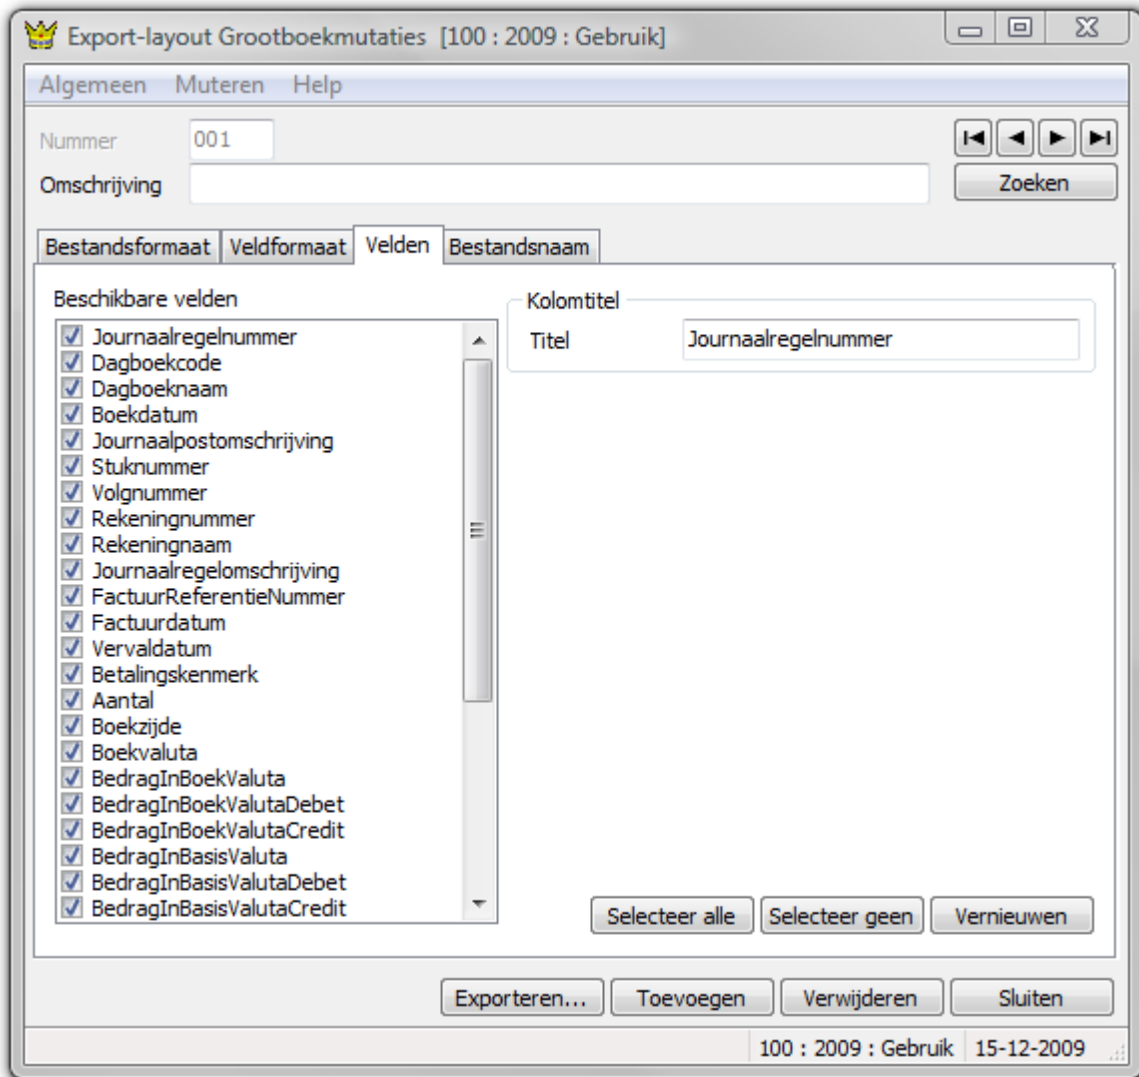 Export-layout Grootboekmutaties [100 : 2009 : Gebruik]
Algemeen Muteren Help
Nummer 001
Omschrijving
Zoeken
Bestandsformaat Veldformaat Velden Bestandsnaam
Beschikbare velden
Journaalregelnummer
Dagboekcode
Dagboeknaam
Boekdatum
Journaalpostomschrijving
Stuknummer
Volgnummer
Rekeningnummer
Rekeningnaam
Journaalregelomschrijving
FactuurReferentieNummer
Factuurdatum
Vervaldatum
Betalingskenmerk
Aantal
Boekzijde
Boekvaluta
BedragInBoekValuta
BedragInBoekValutaDebet
BedragInBoekValutaCredit
BedragInBasisValuta
BedragInBasisValutaDebet
BedragInBasisValutaCredit
Kolomtitel
Titel Journaalregelnummer
Selecteer alle Selecteer geen Vernieuwen
Exporteren... Toevoegen Verwijderen Sluiten
100 : 2009 : Gebruik 15-12-2009